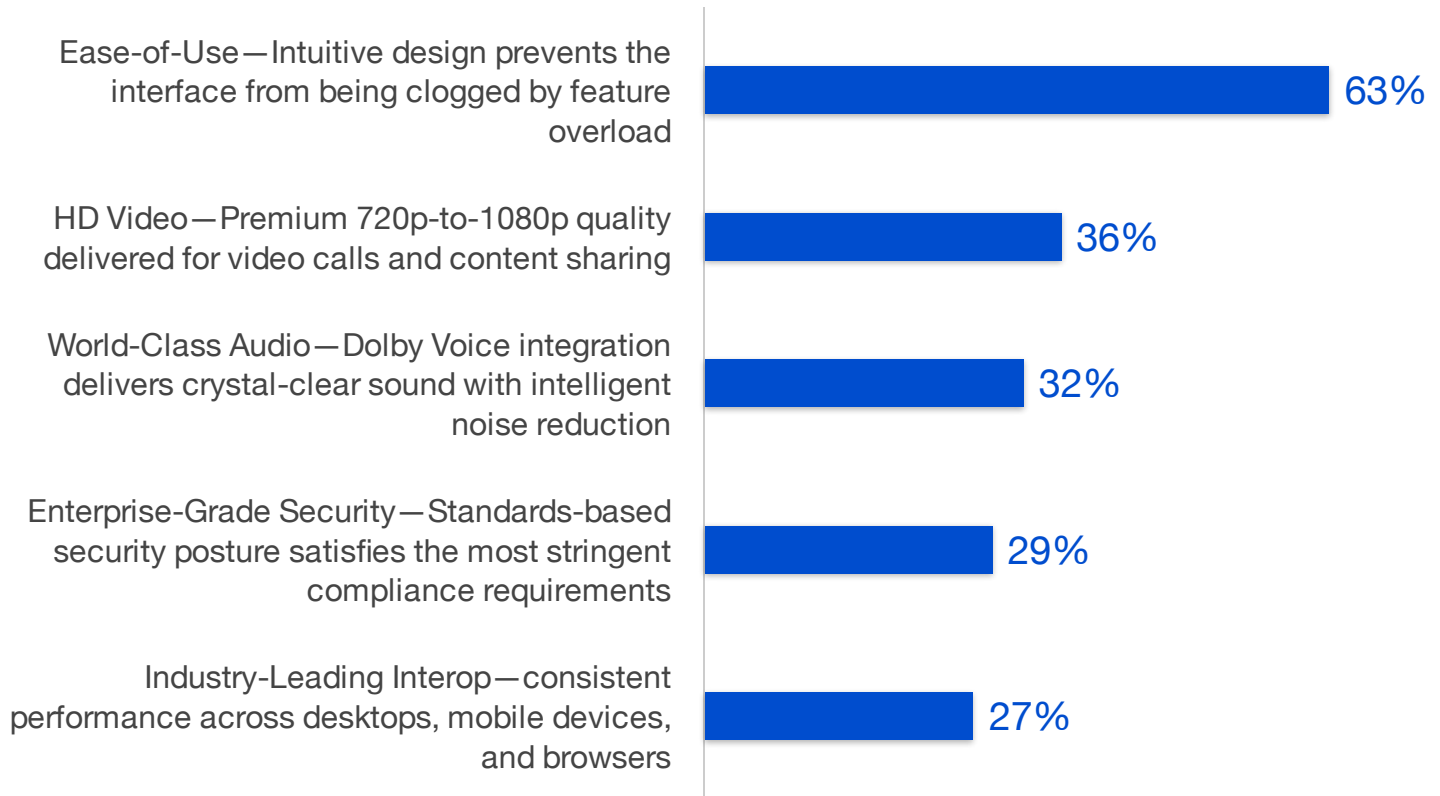 Ease-of-Use—Intuitive design prevents the
interface from being clogged by feature
overload
63%
HD Video—Premium 720p-to-1080p quality
delivered for video calls and content sharing
36%
World-Class Audio—Dolby Voice integration
delivers crystal-clear sound with intelligent
noise reduction
32%
Enterprise-Grade Security—Standards-based
security posture satisfies the most stringent
compliance requirements
29%
Industry-Leading Interop—consistent
performance across desktops, mobile devices,
and browsers
27%